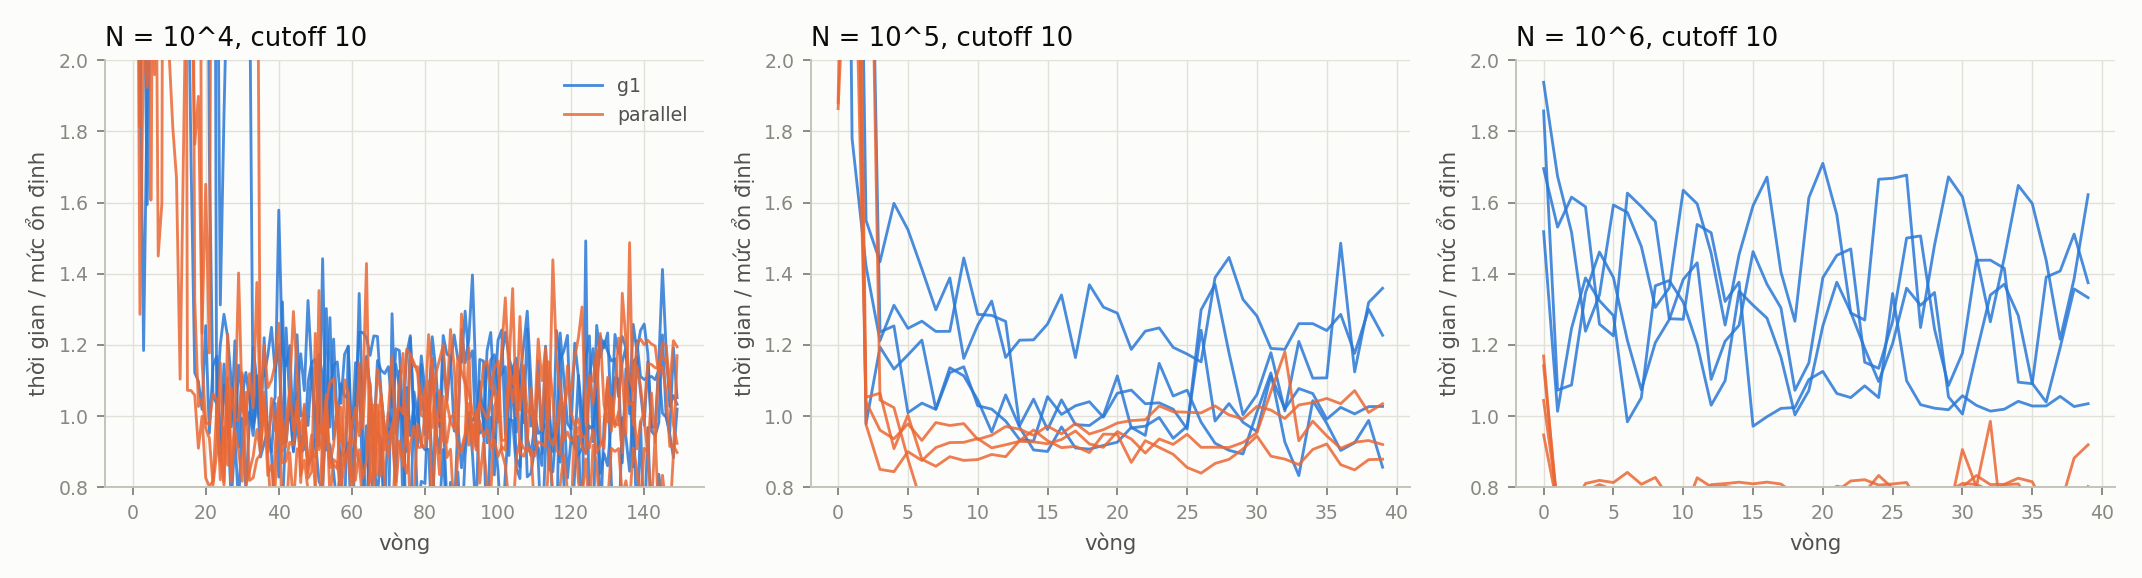 N = 10^4, cutoff 10
thời gian / mức ổn định
2.0
1.8
1.6
1.4
1.2
1.0
0.8
g1
parallel
0 20 40 60 80 100 120 140
vòng
N = 10^5, cutoff 10
thời gian / mức ổn định
2.0
1.8
1.6
1.4
1.2
1.0
0.8
0 5 10 15 20 25 30 35 40
vòng
N = 10^6, cutoff 10
thời gian / mức ổn định
2.0
1.8
1.6
1.4
1.2
1.0
0.8
0 5 10 15 20 25 30 35 40
vòng